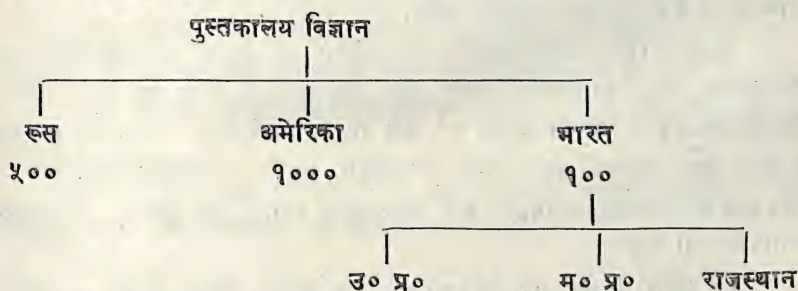 पुस्तकालय विज्ञान
रूस अमेरिका भारत
५०० १००० १००
उ० प्र० म० प्र० राजस्थान